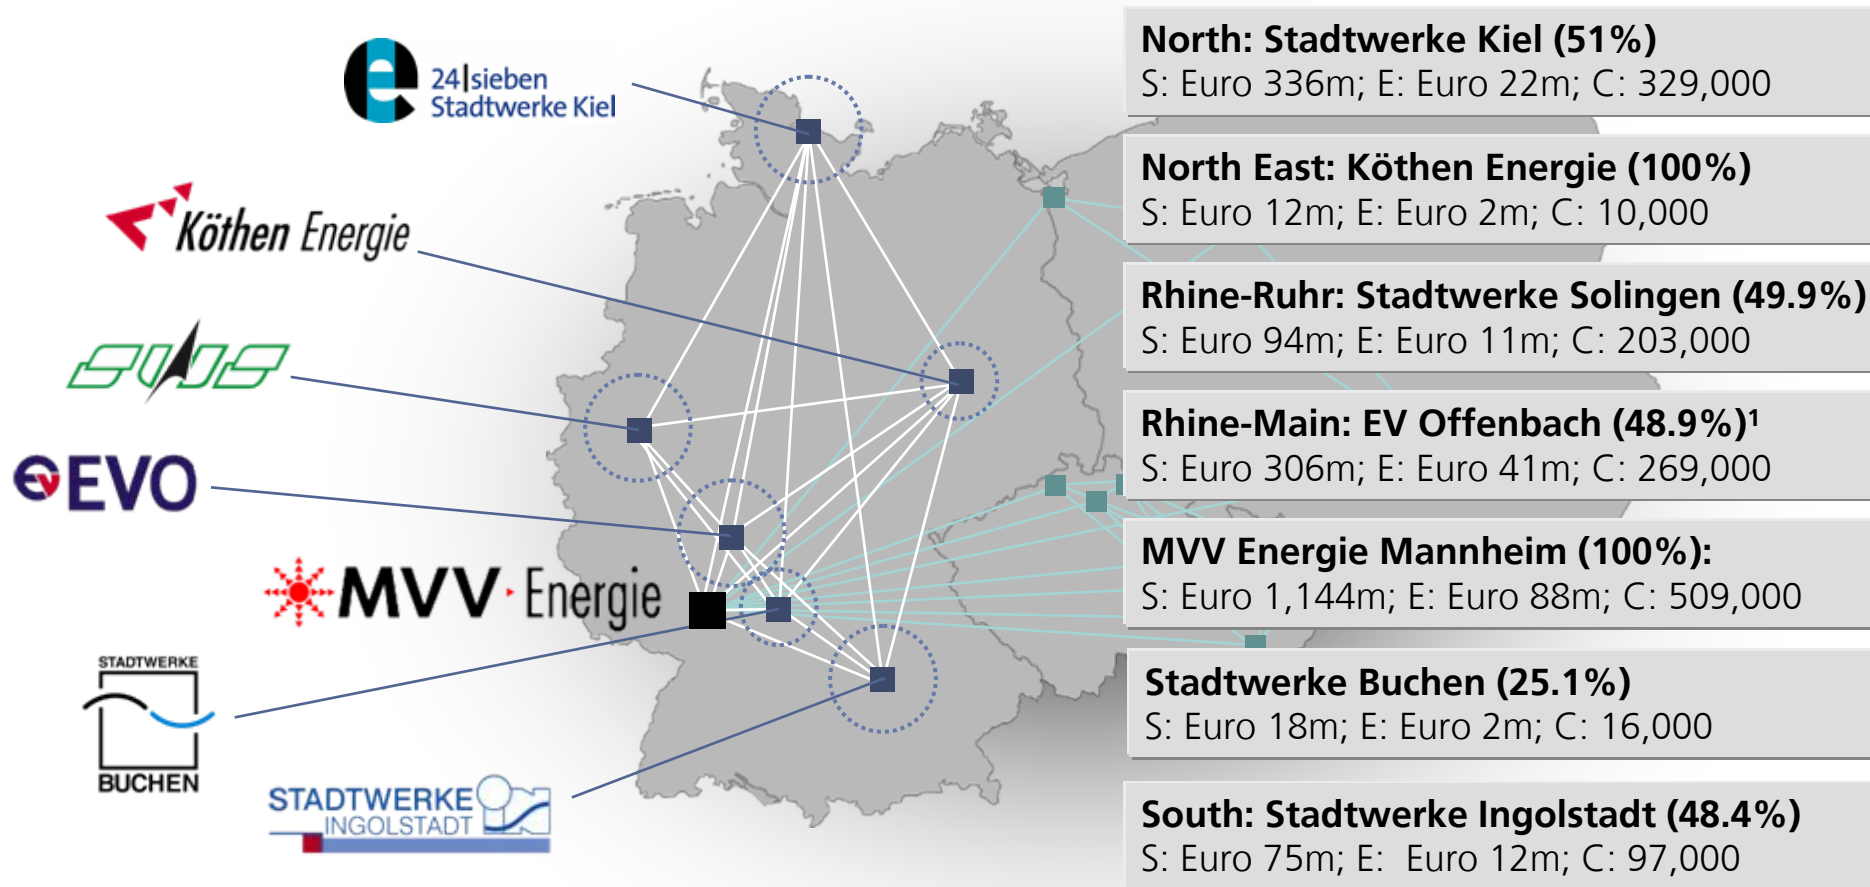 24|sieben
Stadtwerke Kiel
Köthen Energie
SWS
EVO
MVV Energie
STADTWERKE
BUCHEN
STADTWERKE
INGOLSTADT
North: Stadtwerke Kiel (51%)
S: Euro 336m; E: Euro 22m; C: 329,000
North East: Köthen Energie (100%)
S: Euro 12m; E: Euro 2m; C: 10,000
Rhine-Ruhr: Stadtwerke Solingen (49.9%)
S: Euro 94m; E: Euro 11m; C: 203,000
Rhine-Main: EV Offenbach (48.9%)¹
S: Euro 306m; E: Euro 41m; C: 269,000
MVV Energie Mannheim (100%):
S: Euro 1,144m; E: Euro 88m; C: 509,000
Stadtwerke Buchen (25.1%)
S: Euro 18m; E: Euro 2m; C: 16,000
South: Stadtwerke Ingolstadt (48.4%)
S: Euro 75m; E:  Euro 12m; C: 97,000